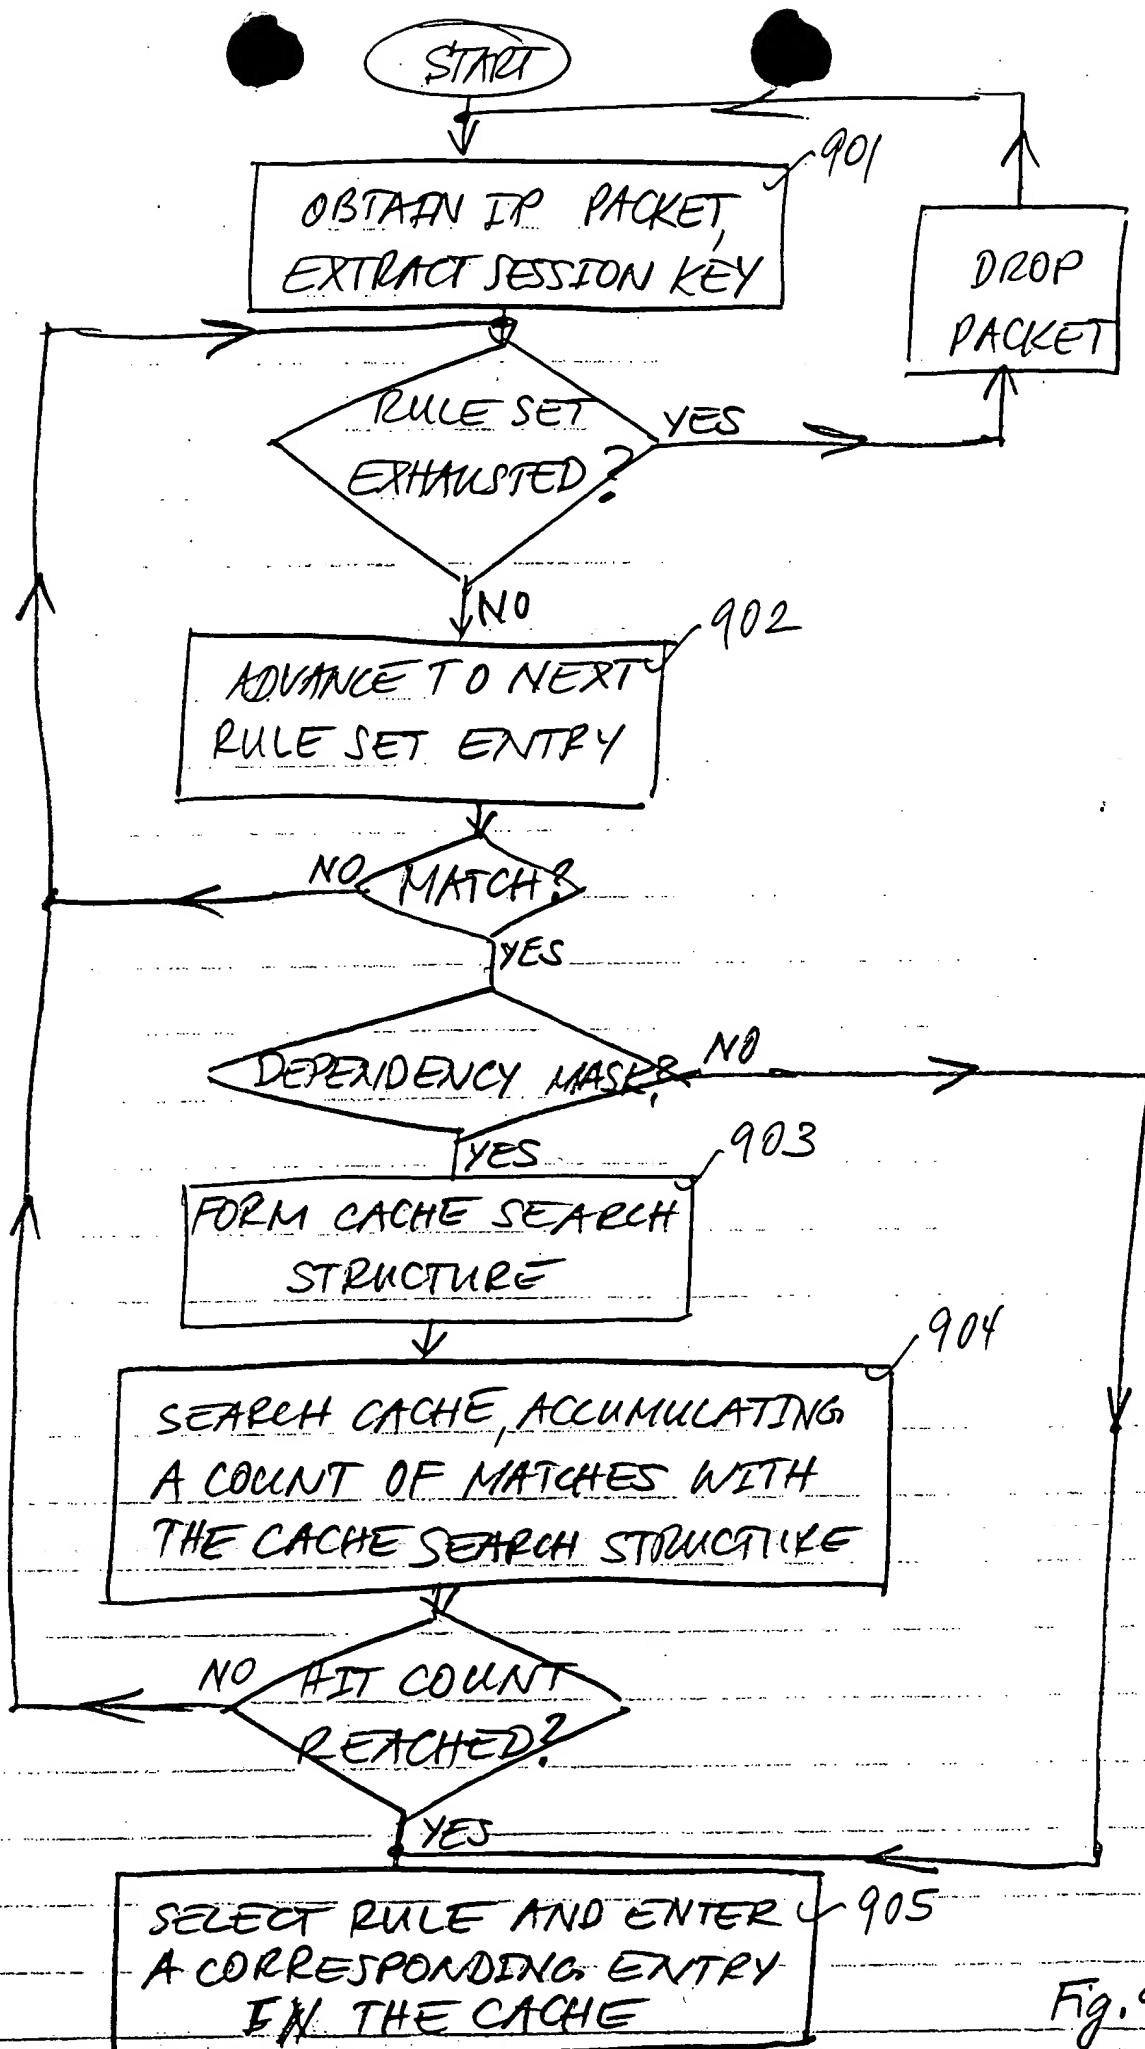 START
901
OBTAIN IP PACKET,
EXTRACT SESSION KEY
DROP
PACKET
RULE SET
EXHAUSTED?
YES
NO
902
ADVANCE TO NEXT
RULE SET ENTRY
NO
MATCH?
YES
DEPENDENCY MASK?
NO
YES
903
FORM CACHE SEARCH
STRUCTURE
904
SEARCH CACHE, ACCUMULATING
A COUNT OF MATCHES WITH
THE CACHE SEARCH STRUCTURE
NO
HIT COUNT
REACHED?
YES
905
SELECT RULE AND ENTER
A CORRESPONDING ENTRY
IN THE CACHE
Fig.